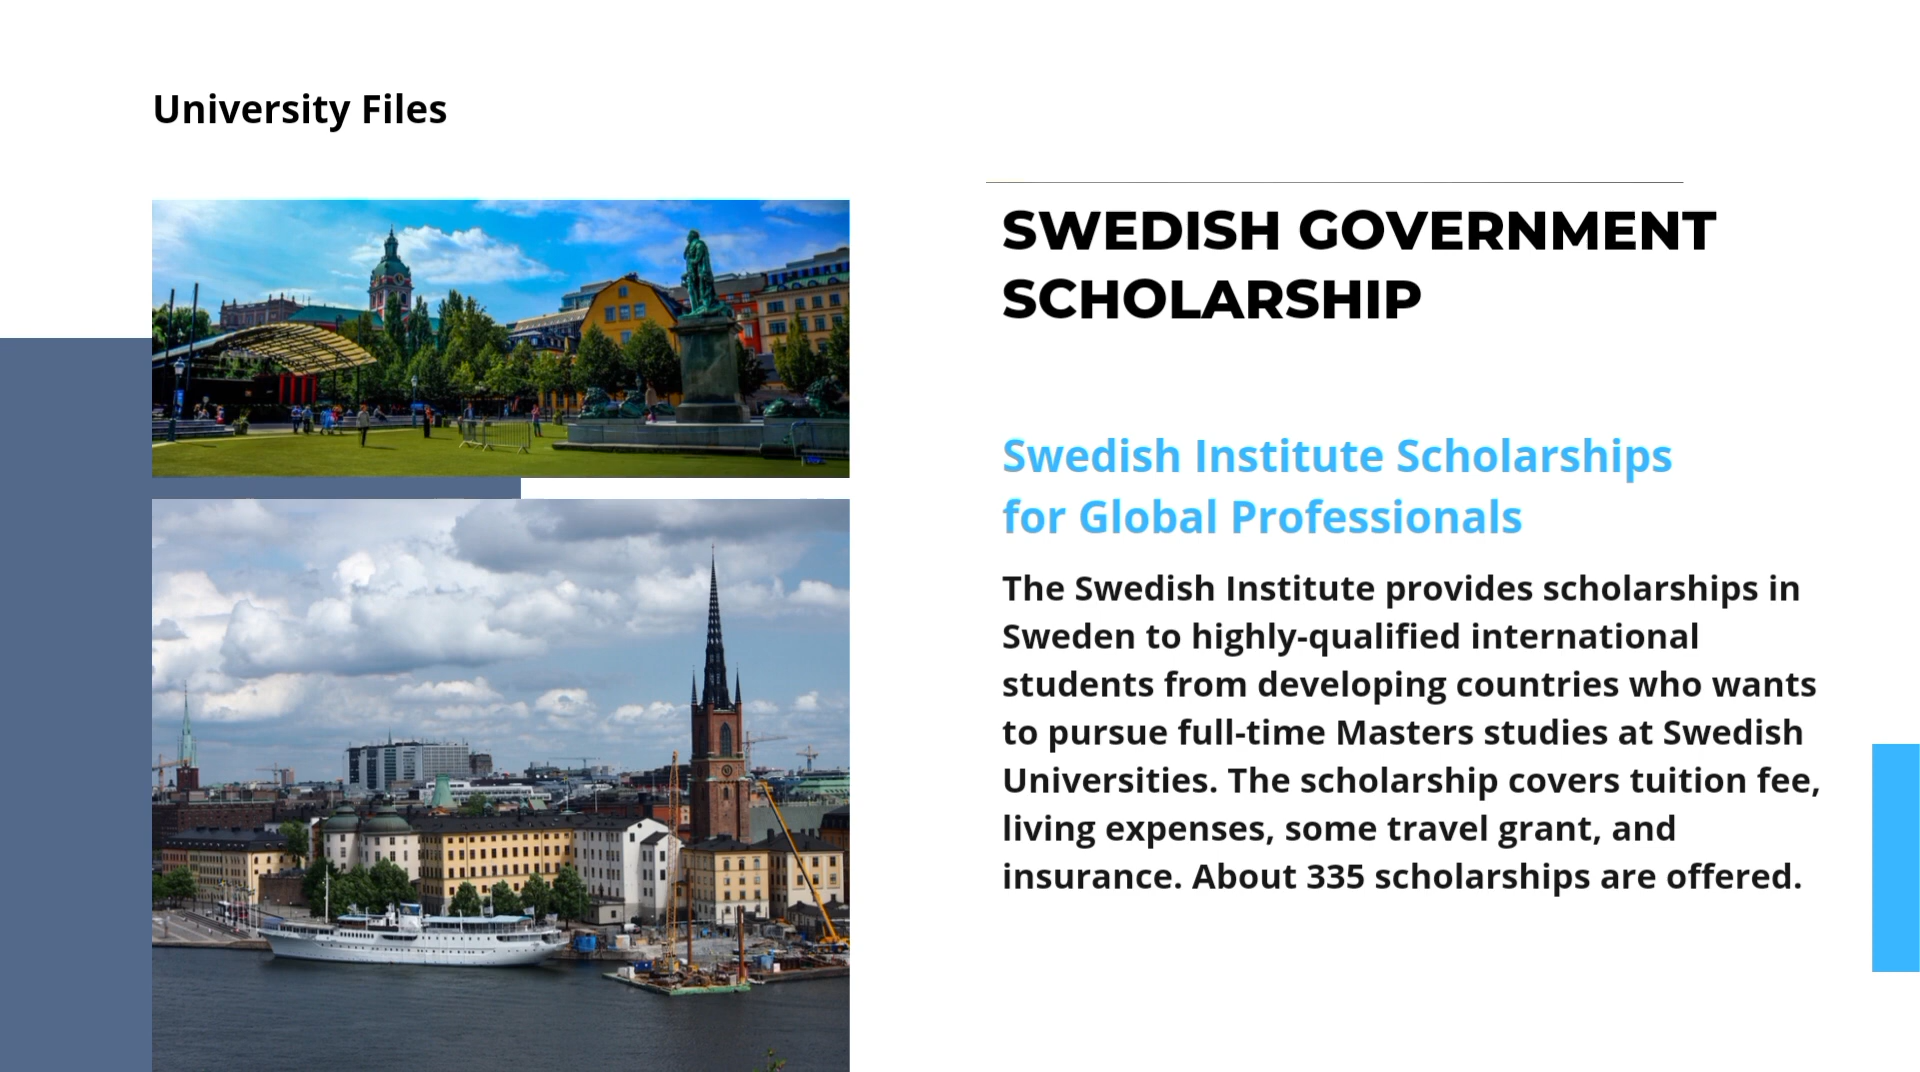 University Files
SWEDISH GOVERNMENT
SCHOLARSHIP
Swedish Institute Scholarships
for Global Professionals
The Swedish Institute provides scholarships in
Sweden to highly-qualified international
students from developing countries who wants
to pursue full-time Masters studies at Swedish
Universities. The scholarship covers tuition fee,
living expenses, some travel grant, and
insurance. About 335 scholarships are offered.